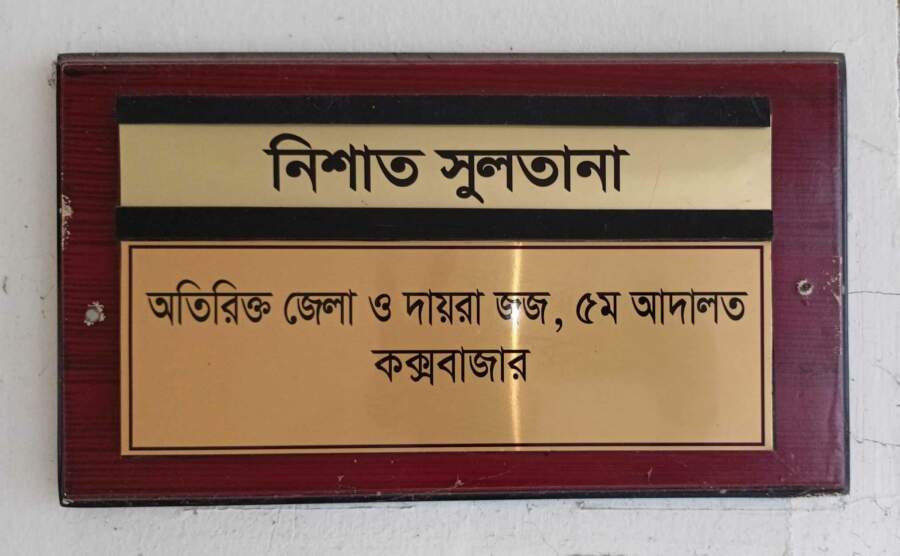 নিশাত সুলতানা
অতিরিক্ত জেলা ও দায়রা জজ, ৫ম আদালত
কক্সবাজার